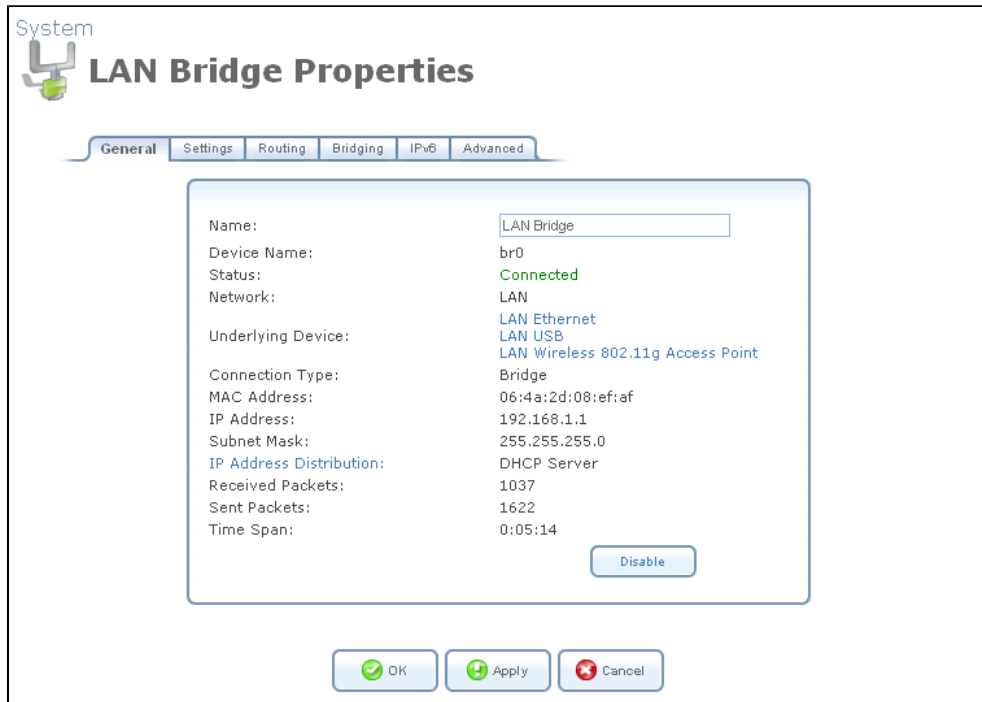 System
LAN Bridge Properties
General Settings Routing Bridging IPv6 Advanced
Name: LAN Bridge
Device Name: br0
Status: Connected
Network: LAN
Underlying Device: LAN Ethernet
LAN USB
LAN Wireless 802.11g Access Point
Connection Type: Bridge
MAC Address: 06:4a:2d:08:ef:af
IP Address: 192.168.1.1
Subnet Mask: 255.255.255.0
IP Address Distribution: DHCP Server
Received Packets: 1037
Sent Packets: 1622
Time Span: 0:05:14
Disable
OK Apply Cancel